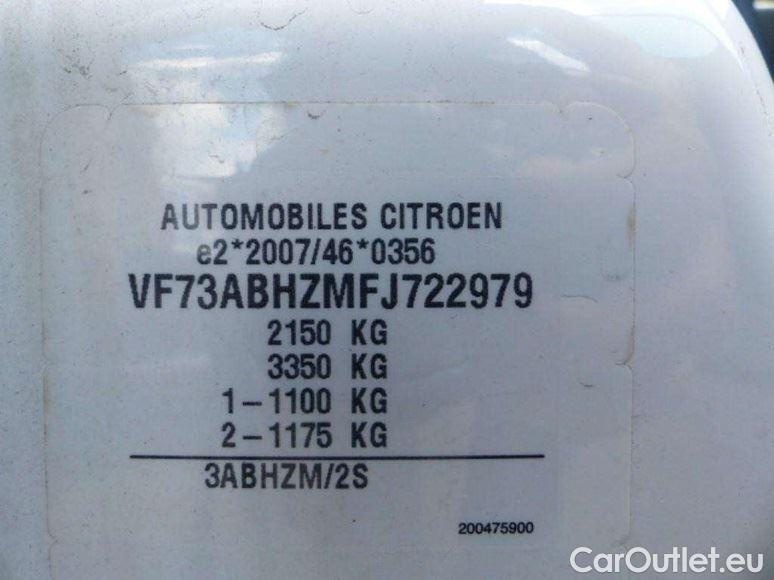 AUTOMOBILES CITROEN
e2*2007/46*0356
VF73ABHZMFJ722979
2150 KG
3350 KG
1-1100 KG
2-1175 KG
3ABHZM/2S
200475900
CarOutlet.eu